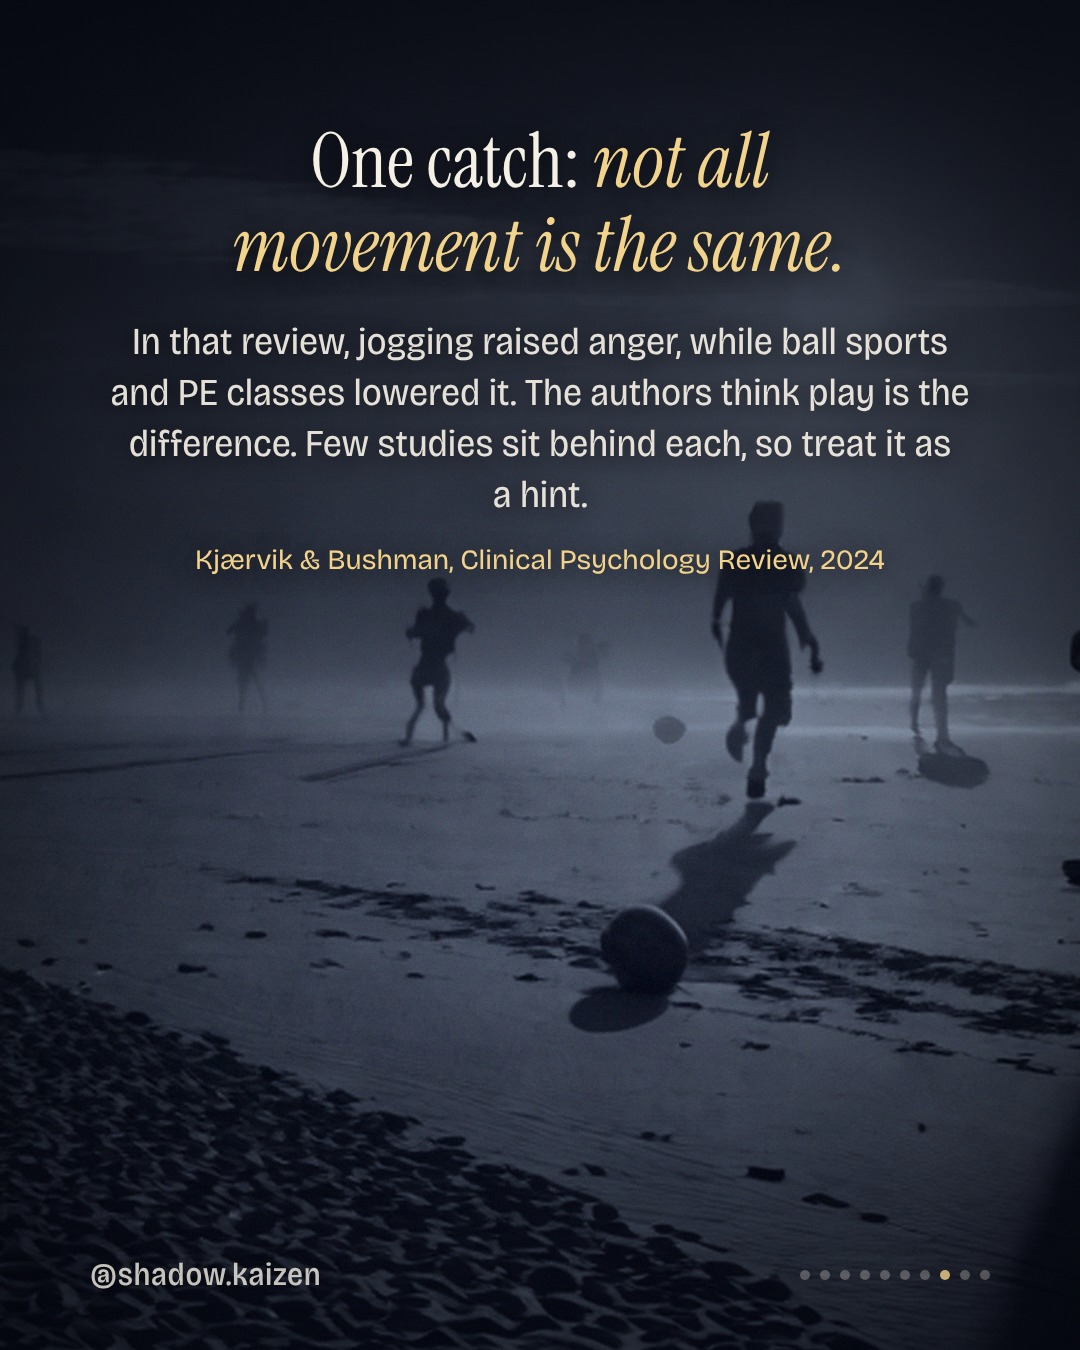 One catch: not all
movement is the same.
In that review, jogging raised anger, while ball sports
and PE classes lowered it. The authors think play is the
difference. Few studies sit behind each, so treat it as
a hint.
Kjærvik & Bushman, Clinical Psychology Review, 2024
@shadow.kaizen